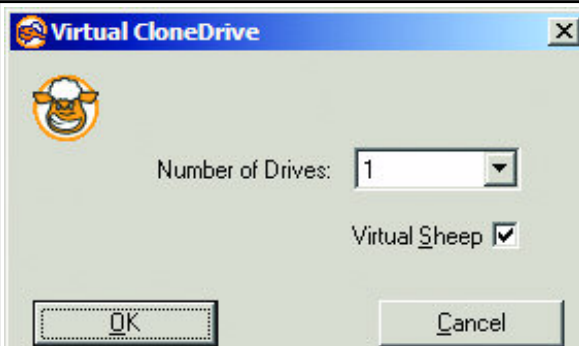 Virtual CloneDrive
Number of Drives: 1
Virtual Sheep
OK
Cancel